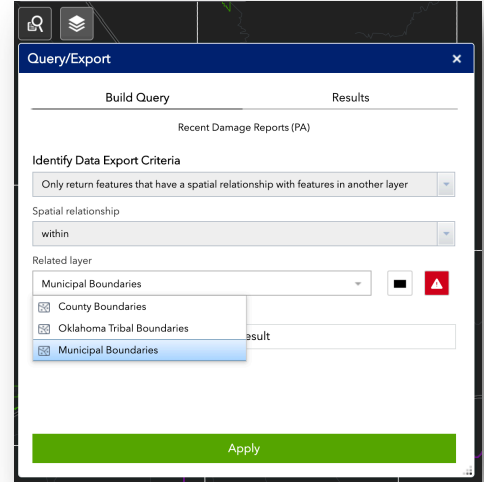 Query/Export
Build Query
Results
Recent Damage Reports (PA)
Identify Data Export Criteria
Only return features that have a spatial relationship with features in another layer
Spatial relationship
within
Related layer
Municipal Boundaries
County Boundaries
Oklahoma Tribal Boundaries
Municipal Boundaries
Apply